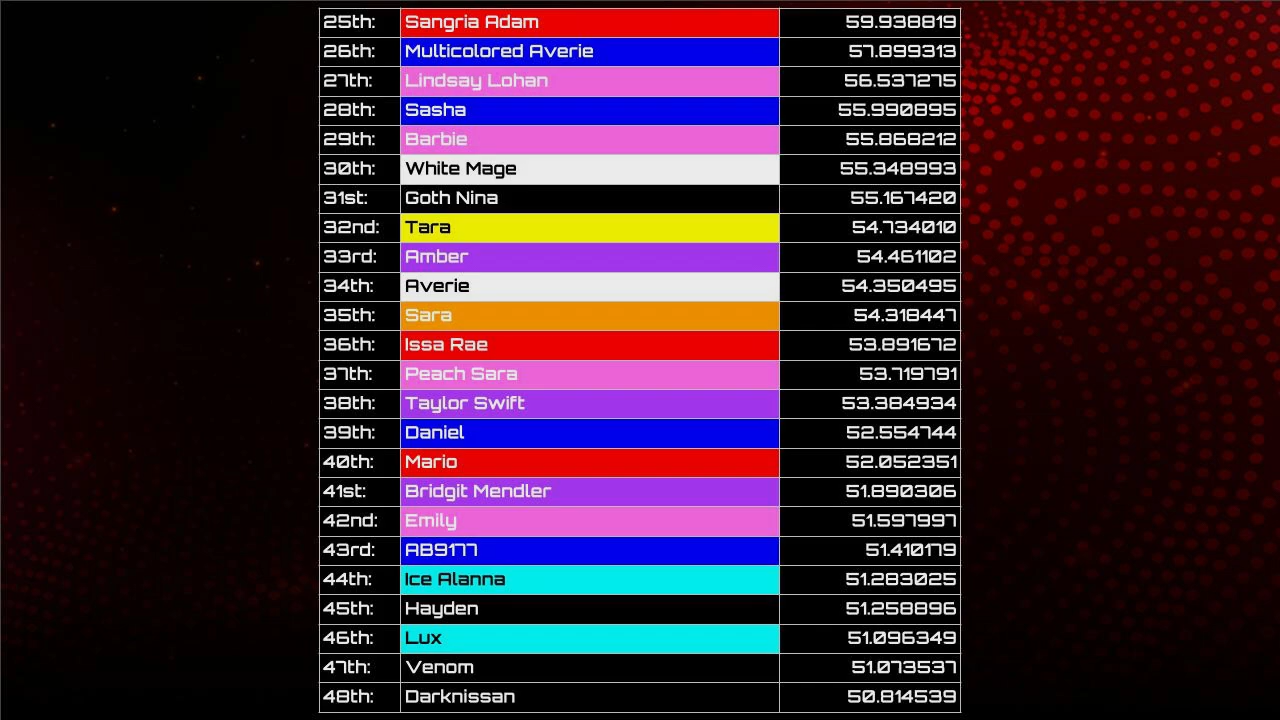 25th: Sangria Adam 59.938819
26th: Multicolored Averie 57.899313
27th: Lindsay Lohan 56.537275
28th: Sasha 55.990895
29th: Barbie 55.868212
30th: White Mage 55.348993
31st: Goth Nina 55.167420
32nd: Tara 54.734010
33rd: Amber 54.461102
34th: Averie 54.350495
35th: Sara 54.318447
36th: Issa Rae 53.891672
37th: Peach Sara 53.719791
38th: Taylor Swift 53.384934
39th: Daniel 52.554744
40th: Mario 52.052351
41st: Bridgit Mendler 51.890306
42nd: Emily 51.597997
43rd: AB9177 51.410179
44th: Ice Alanna 51.283025
45th: Hayden 51.258896
46th: Lux 51.096349
47th: Venom 51.073537
48th: Darknissan 50.814539